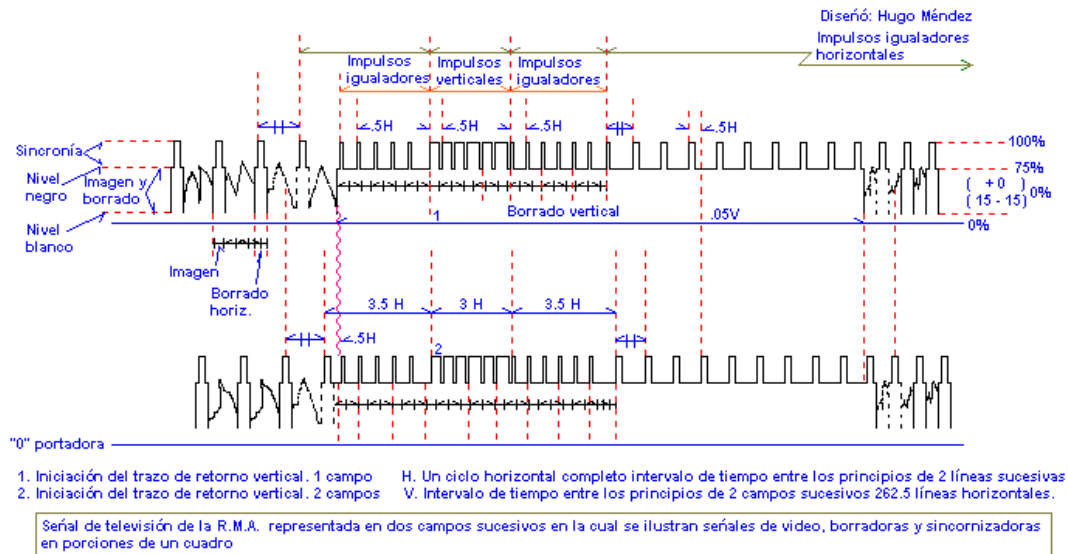 Diseñó: Hugo Méndez
Impulsos igualadores
horizontales
Impulsos
igualadores
Impulsos
verticales
Impulsos
igualadores
.5H
.5H
.5H
.5H
Sincronía
Nivel
negro
Imagen y
borrado
Nivel
blanco
100%
75%
( +0 )
0%
( 15 - 15)
0%
1
Borrado vertical
.05V
Imagen
Borrado
horiz.
3.5 H
3 H
3.5 H
.5H
2
"0" portadora
1. Iniciación del trazo de retorno vertical. 1 campo
H. Un ciclo horizontal completo intervalo de tiempo entre los principios de 2 líneas sucesivas
2. Iniciación del trazo de retorno vertical. 2 campos
V. Intervalo de tiempo entre los principios de 2 campos sucesivos 262.5 líneas horizontales.
Señal de televisión de la R.M.A. representada en dos campos sucesivos en la cual se ilustran señales de video, borradoras y sincornizadoras
en porciones de un cuadro